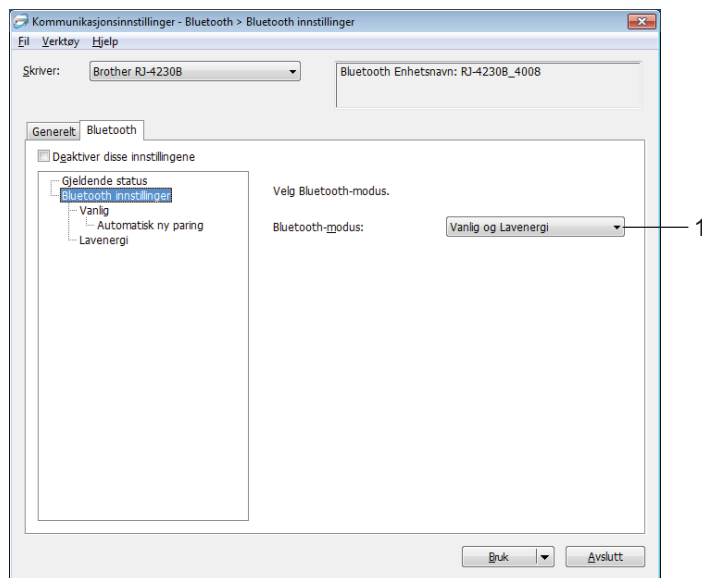 Kommunikasjonsinnstillinger - Bluetooth > Bluetooth innstillinger
Fil Verktøy Hjelp
Skriver: Brother RJ-4230B Bluetooth Enhetsnavn: RJ-4230B_4008
Generelt Bluetooth
Deaktiver disse innstillingene
Gjeldende status
Bluetooth innstilinger
Velg Bluetooth-modus.
Vanlig
Automatisk ny paring
Bluetooth-modus: Vanlig og Lavenergi 1
Lavenergi
Bruk Avslutt